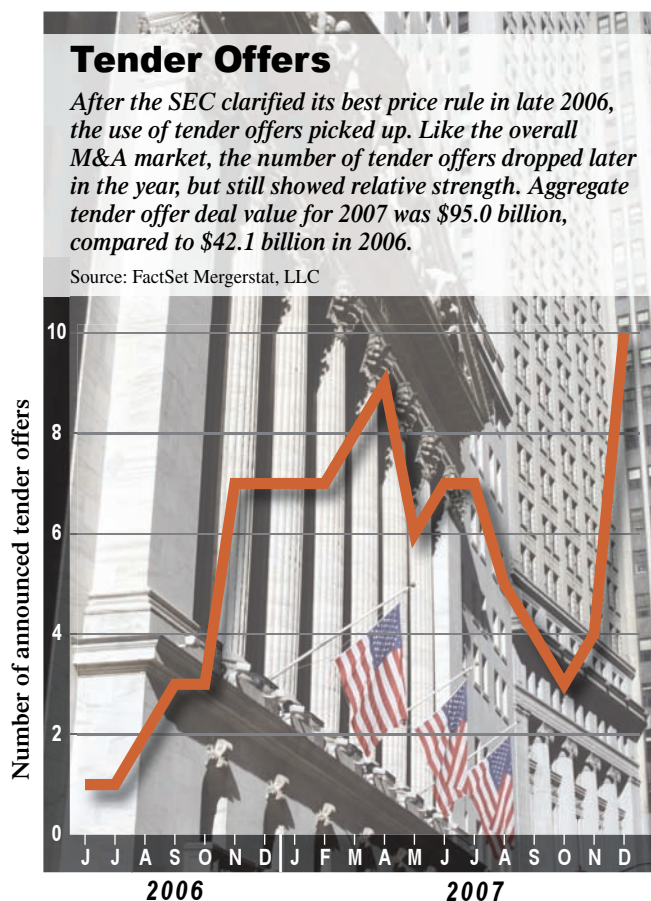 Tender Offers
After the SEC clarified its best price rule in late 2006,
the use of tender offers picked up. Like the overall
M&A market, the number of tender offers dropped later
in the year, but still showed relative strength. Aggregate
tender offer deal value for 2007 was $95.0 billion,
compared to $42.1 billion in 2006.
Source: FactSet Mergerstat, LLC
Number of announced tender offers
10
8
6
4
2
0
J J A S O N D J F M A M J J A S O N D
2006 2007